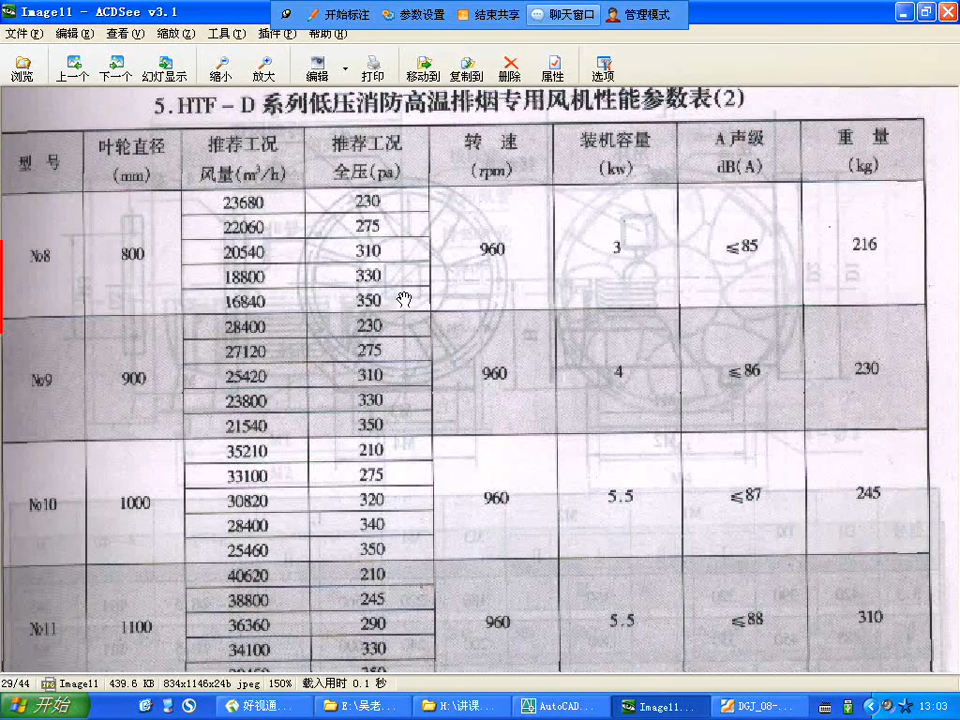 Image11 - ACDSee v3.1
开始标注 参数设置 结束共享 聊天窗口 管理模式
文件(F) 编辑(E) 查看(V) 缩放(Z) 工具(T) 插件(P) 帮助(H)
浏览 上一个 下一个 幻灯显示 缩小 放大 编辑 打印 移动到 复制到 删除 属性 选项
5.HTF-D系列低压消防高温排烟专用风机性能参数表(2)
型 号 叶轮直径 (mm) 推荐工况 风量(m³/h) 推荐工况 全压(pa) 转 速 (rpm) 装机容量 (kw) A声级 dB(A) 重 量 (kg)
№8 800 23680 230 960 3 ≤85 216
22060 275
20540 310
18800 330
16840 350
№9 900 28400 230 960 4 ≤86 230
27120 275
25420 310
23800 330
21540 350
№10 1000 35210 210 960 5.5 ≤87 245
33100 275
30820 320
28400 340
25460 350
№11 1100 40620 210 960 5.5 ≤88 310
38800 245
36360 290
34100 330
29/44 Image11 439.6 KB 834x1146x24b jpeg 150% 载入用时 0.1 秒
开始 好视通... E:\吴老... H:\讲课... AutoCAD... Image11... DGJ_08-... 13:03